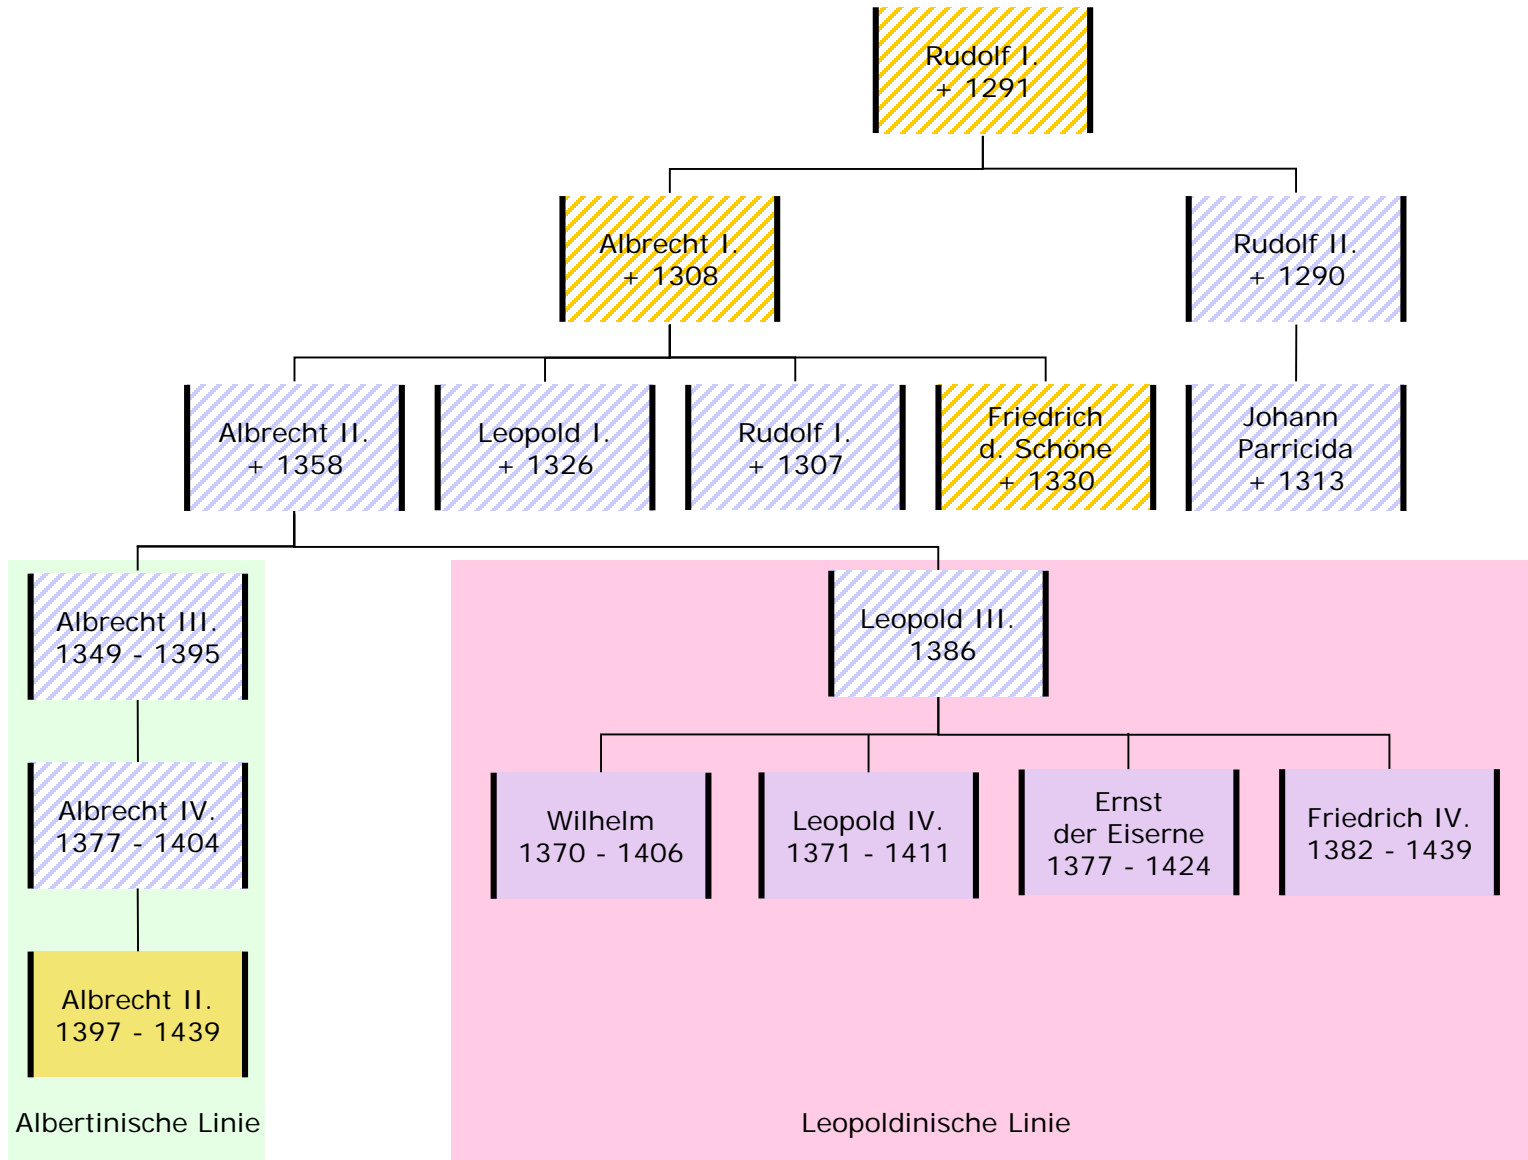 Rudolf I.
+ 1291
Albrecht I.
+ 1308
Rudolf II.
+ 1290
Albrecht II.
+ 1358
Leopold I.
+ 1326
Rudolf I.
+ 1307
Friedrich
d. Schöne
+ 1330
Johann
Parricida
+ 1313
Albrecht III.
1349 - 1395
Leopold III.
1386
Albrecht IV.
1377 - 1404
Wilhelm
1370 - 1406
Leopold IV.
1371 - 1411
Ernst
der Eiserne
1377 - 1424
Friedrich IV.
1382 - 1439
Albrecht II.
1397 - 1439
Albertinische Linie
Leopoldinische Linie